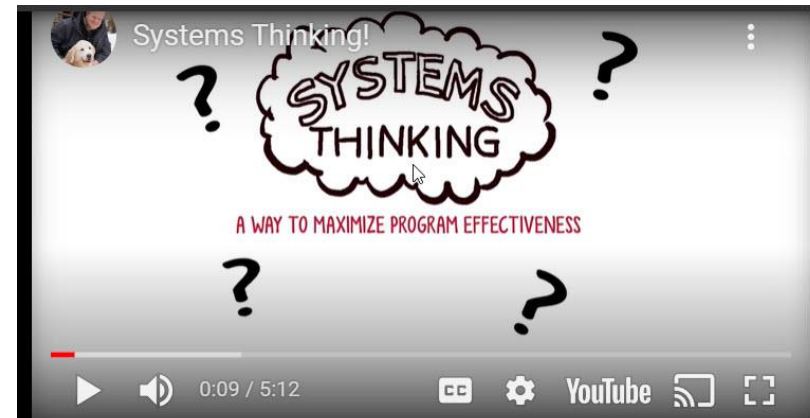 Systems Thinking!
SYSTEMS
THINKING
A WAY TO MAXIMIZE PROGRAM EFFECTIVENESS
? ? ? ?
0:09 / 5:12 CC YouTube